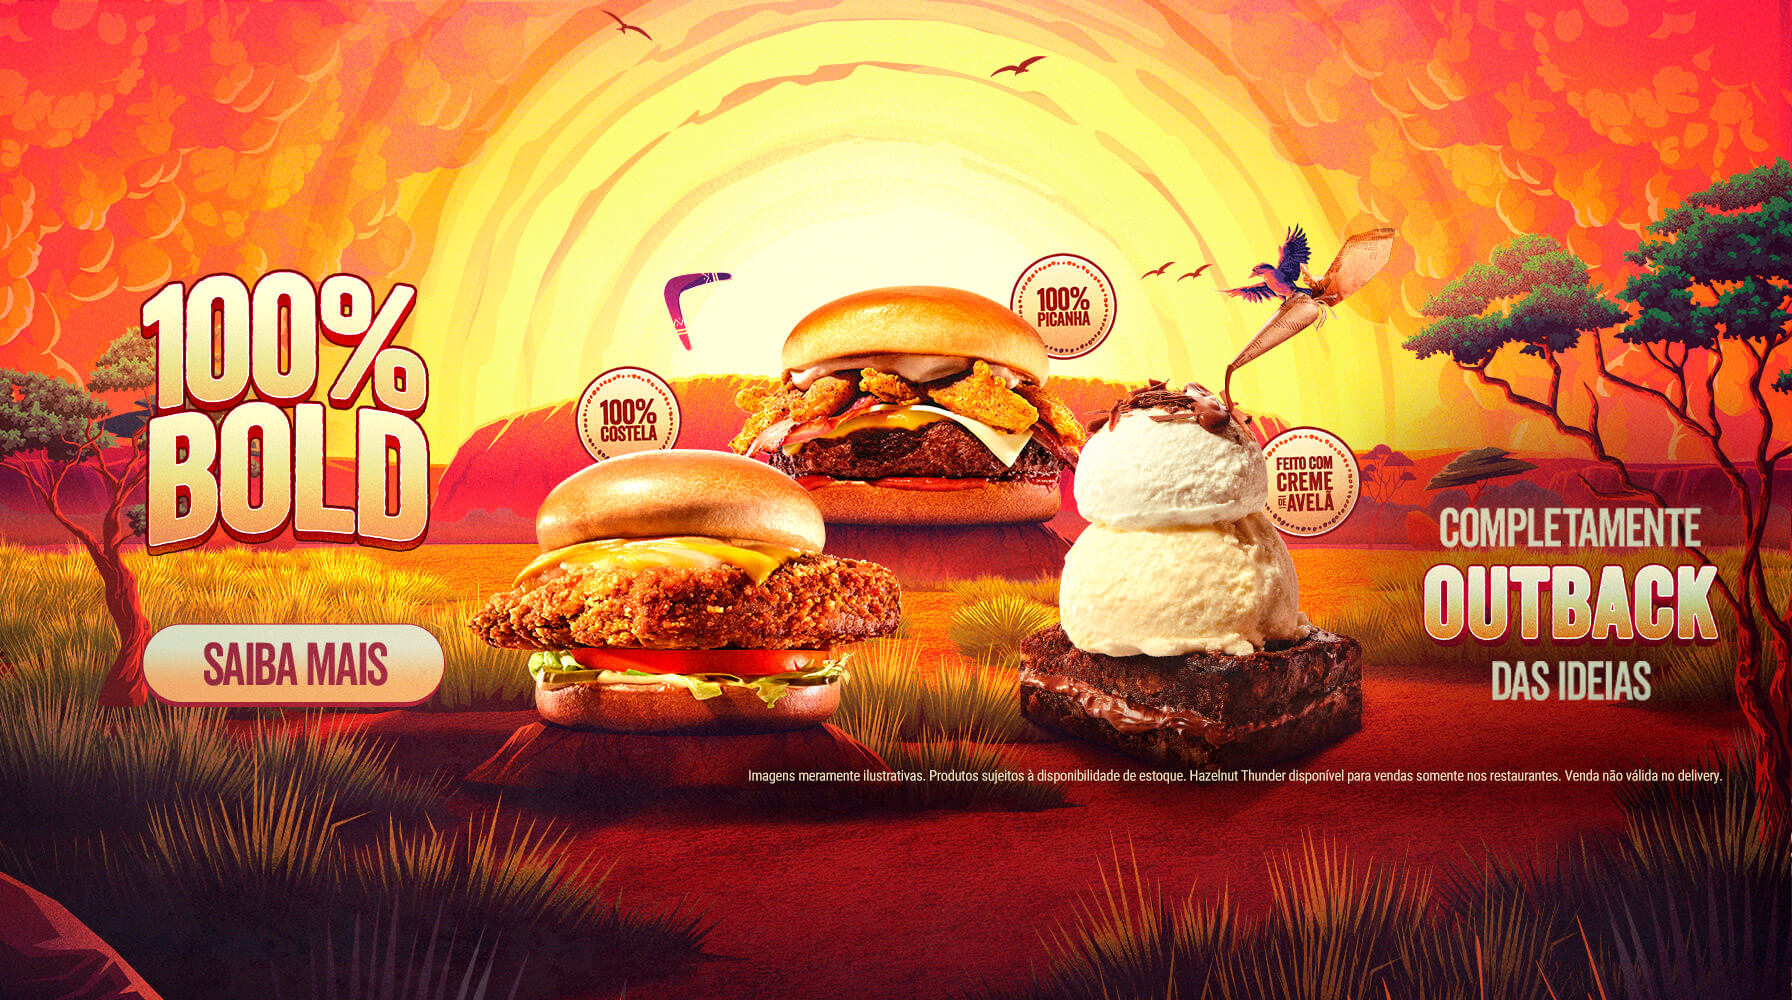 100%
BOLD
SAIBA MAIS
100%
COSTELA
100%
PICANHA
FEITO COM
CREME
DE AVELÃ
COMPLETAMENTE
OUTBACK
DAS IDEIAS
Imagens meramente ilustrativas. Produtos sujeitos à disponibilidade de estoque. Hazelnut Thunder disponível para vendas somente nos restaurantes. Venda não válida no delivery.